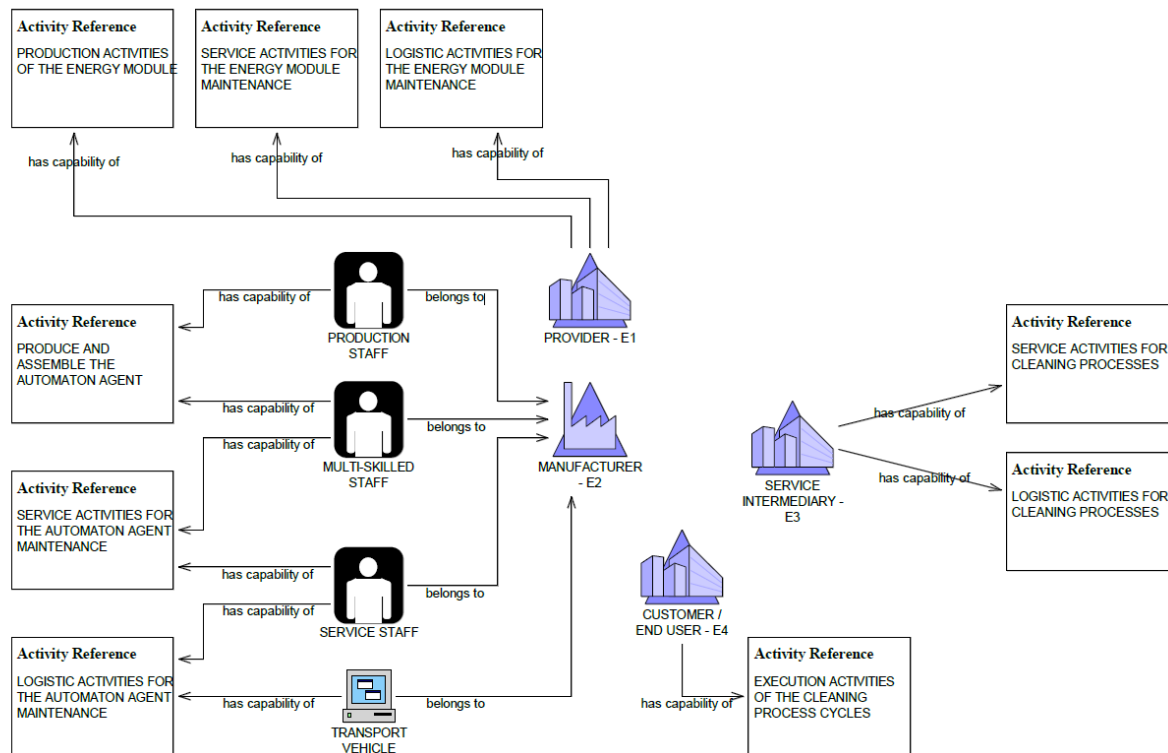 Activity Reference
PRODUCTION ACTIVITIES
OF THE ENERGY MODULE
Activity Reference
SERVICE ACTIVITIES FOR
THE ENERGY MODULE
MAINTENANCE
Activity Reference
LOGISTIC ACTIVITIES FOR
THE ENERGY MODULE
MAINTENANCE
has capability of
has capability of
has capability of
has capability of
belongs to
PRODUCTION
STAFF
PROVIDER - E1
Activity Reference
PRODUCE AND
ASSEMBLE THE
AUTOMATON AGENT
has capability of
has capability of
belongs to
MULTI-SKILLED
STAFF
MANUFACTURER
- E2
Activity Reference
SERVICE ACTIVITIES FOR
CLEANING PROCESSES
has capability of
has capability of
SERVICE
INTERMEDIARY -
E3
Activity Reference
LOGISTIC ACTIVITIES FOR
CLEANING PROCESSES
Activity Reference
SERVICE ACTIVITIES FOR
THE AUTOMATON AGENT
MAINTENANCE
has capability of
has capability of
belongs to
SERVICE STAFF
CUSTOMER /
END USER - E4
Activity Reference
LOGISTIC ACTIVITIES FOR
THE AUTOMATON AGENT
MAINTENANCE
has capability of
belongs to
TRANSPORT
VEHICLE
has capability of
Activity Reference
EXECUTION ACTIVITIES
OF THE CLEANING
PROCESS CYCLES